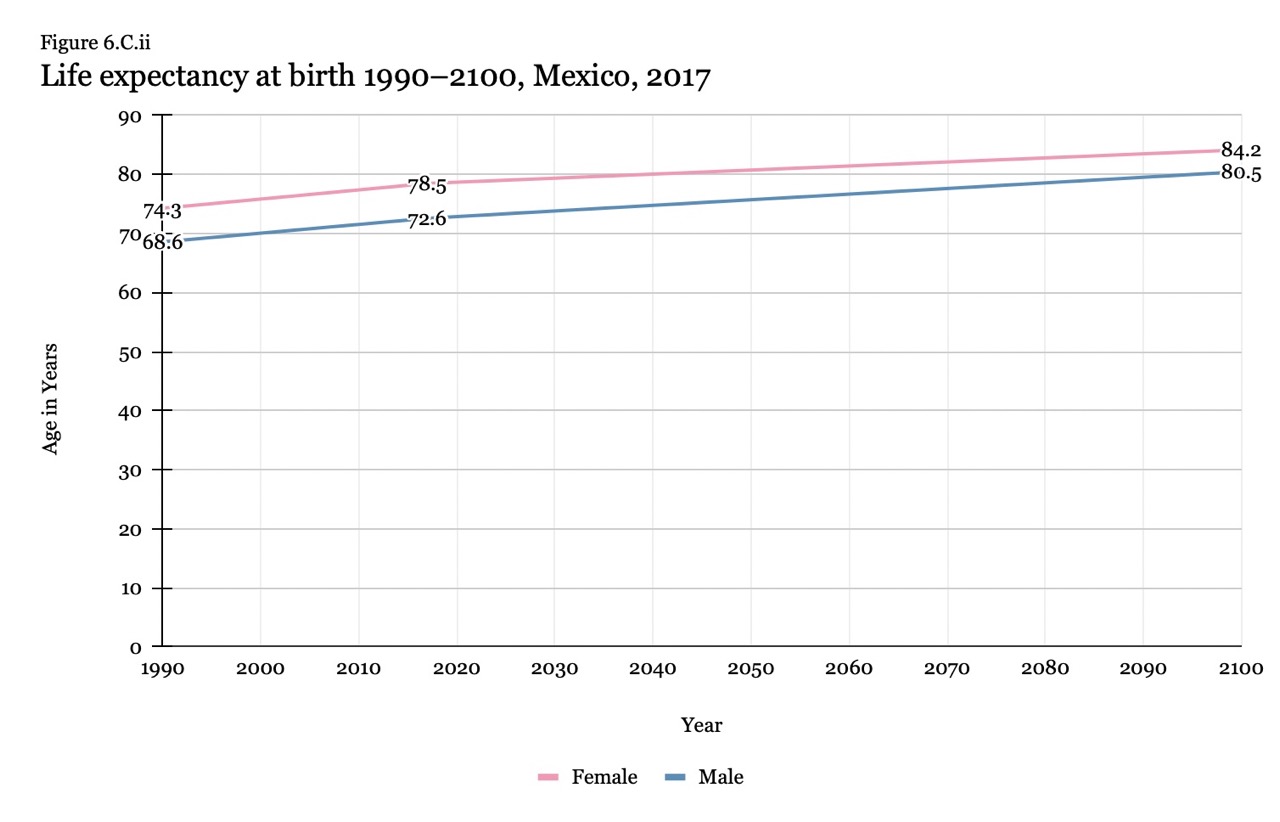 Figure 6.C.ii
Life expectancy at birth 1990–2100, Mexico, 2017
90
80
70
60
50
40
30
20
10
0
Age in Years
74.3
78.5
84.2
68.6
72.6
80.5
1990 2000 2010 2020 2030 2040 2050 2060 2070 2080 2090 2100
Year
Female Male